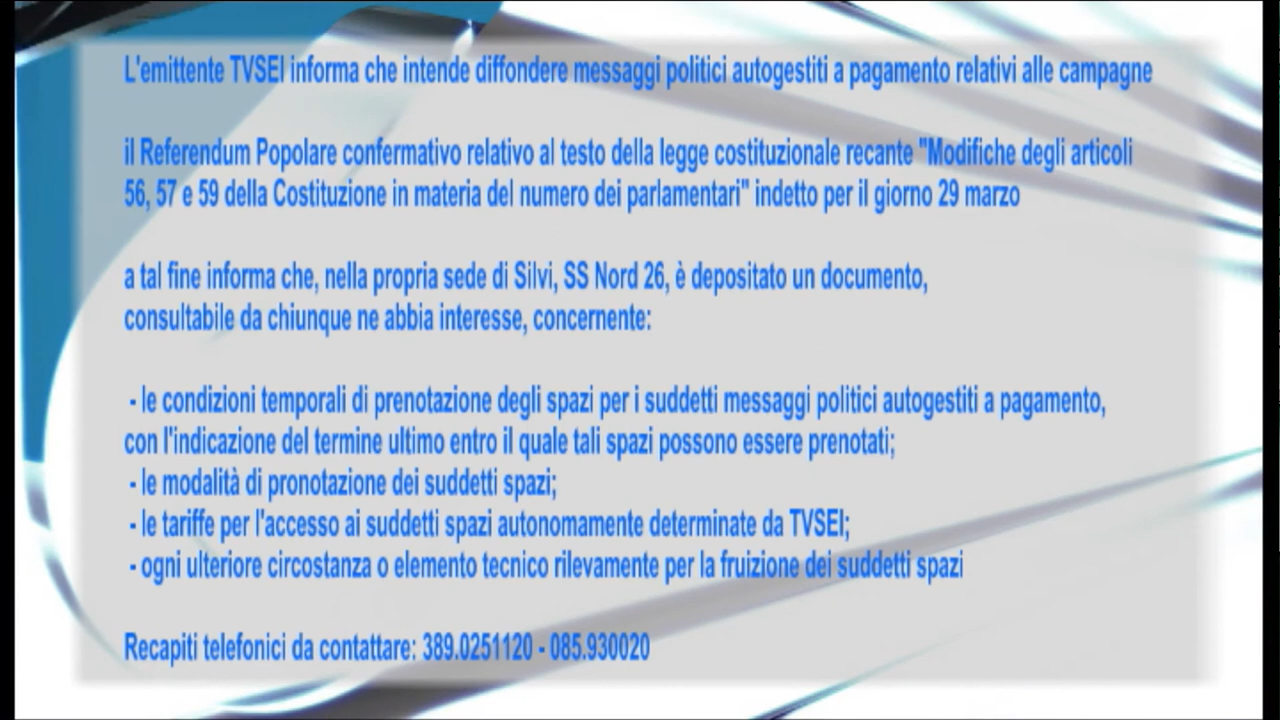 L'emittente TVSEI informa che intende diffondere messaggi politici autogestiti a pagamento relativi alle campagne
il Referendum Popolare confermativo relativo al testo della legge costituzionale recante "Modifiche degli articoli
56, 57 e 59 della Costituzione in materia del numero dei parlamentari" indetto per il giorno 29 marzo
a tal fine informa che, nella propria sede di Silvi, SS Nord 26, è depositato un documento,
consultabile da chiunque ne abbia interesse, concernente:
- le condizioni temporali di prenotazione degli spazi per i suddetti messaggi politici autogestiti a pagamento,
con l'indicazione del termine ultimo entro il quale tali spazi possono essere prenotati;
- le modalità di pronotazione dei suddetti spazi;
- le tariffe per l'accesso ai suddetti spazi autonomamente determinate da TVSEI;
- ogni ulteriore circostanza o elemento tecnico rilevamente per la fruizione dei suddetti spazi
Recapiti telefonici da contattare: 389.0251120 - 085.930020